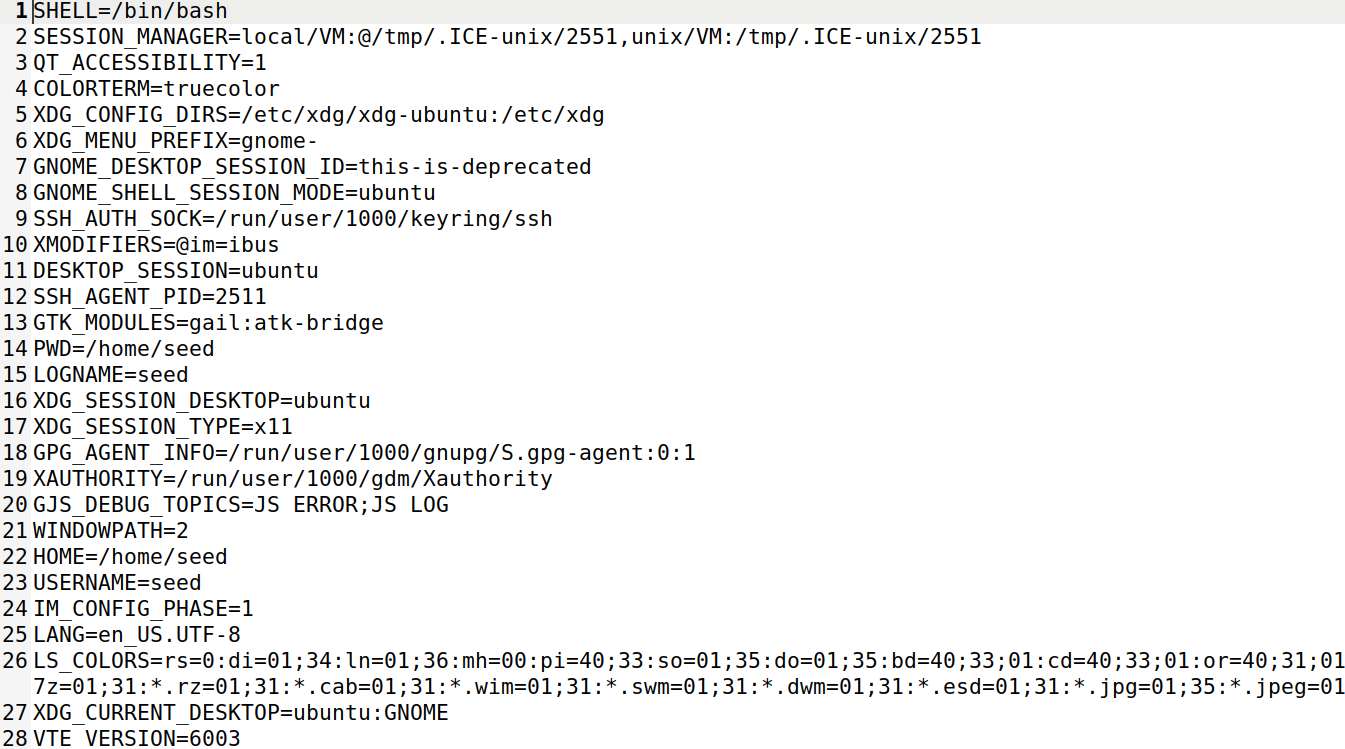 1 SHELL=/bin/bash
2 SESSION_MANAGER=local/VM:@/tmp/.ICE-unix/2551,unix/VM:/tmp/.ICE-unix/2551
3 QT_ACCESSIBILITY=1
4 COLORTERM=truecolor
5 XDG_CONFIG_DIRS=/etc/xdg/xdg-ubuntu:/etc/xdg
6 XDG_MENU_PREFIX=gnome-
7 GNOME_DESKTOP_SESSION_ID=this-is-deprecated
8 GNOME_SHELL_SESSION_MODE=ubuntu
9 SSH_AUTH_SOCK=/run/user/1000/keyring/ssh
10 XMODIFIERS=@im=ibus
11 DESKTOP_SESSION=ubuntu
12 SSH_AGENT_PID=2511
13 GTK_MODULES=gail:atk-bridge
14 PWD=/home/seed
15 LOGNAME=seed
16 XDG_SESSION_DESKTOP=ubuntu
17 XDG_SESSION_TYPE=x11
18 GPG_AGENT_INFO=/run/user/1000/gnupg/S.gpg-agent:0:1
19 XAUTHORITY=/run/user/1000/gdm/Xauthority
20 GJS_DEBUG_TOPICS=JS ERROR;JS LOG
21 WINDOWPATH=2
22 HOME=/home/seed
23 USERNAME=seed
24 IM_CONFIG_PHASE=1
25 LANG=en_US.UTF-8
26 LS_COLORS=rs=0:di=01;34:ln=01;36:mh=00:pi=40;33:so=01;35:do=01;35:bd=40;33;01:cd=40;33;01:or=40;31;01
7z=01;31:*.rz=01;31:*.cab=01;31:*.wim=01;31:*.swm=01;31:*.dwm=01;31:*.esd=01;31:*.jpg=01;35:*.jpeg=01
27 XDG_CURRENT_DESKTOP=ubuntu:GNOME
28 VTE_VERSION=6003